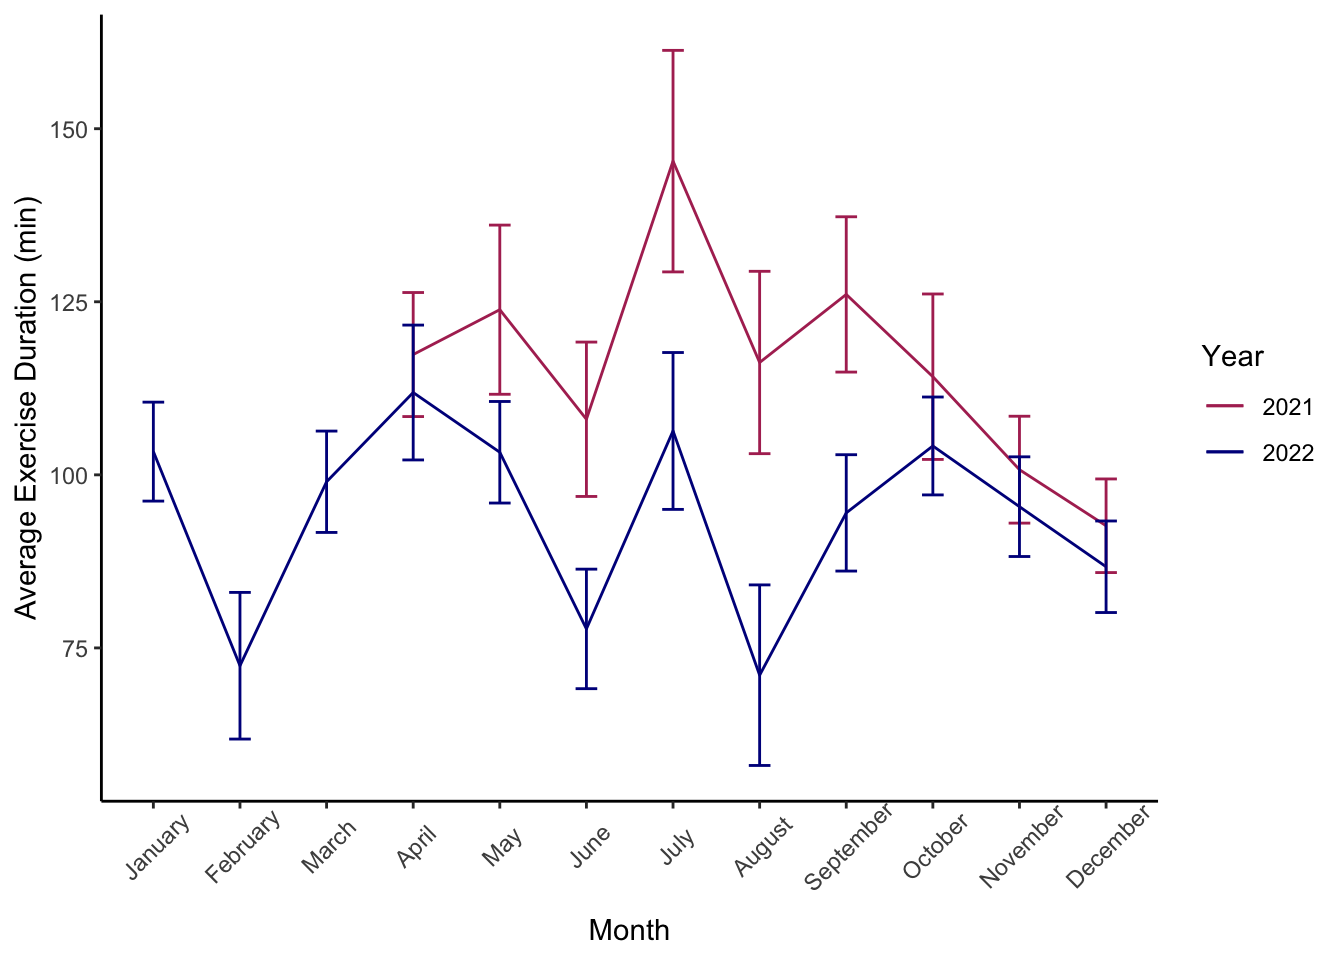 Average Exercise Duration (min)
150
125
100
75
January
February
March
April
May
June
July
August
September
October
November
December
Month
Year
2021
2022